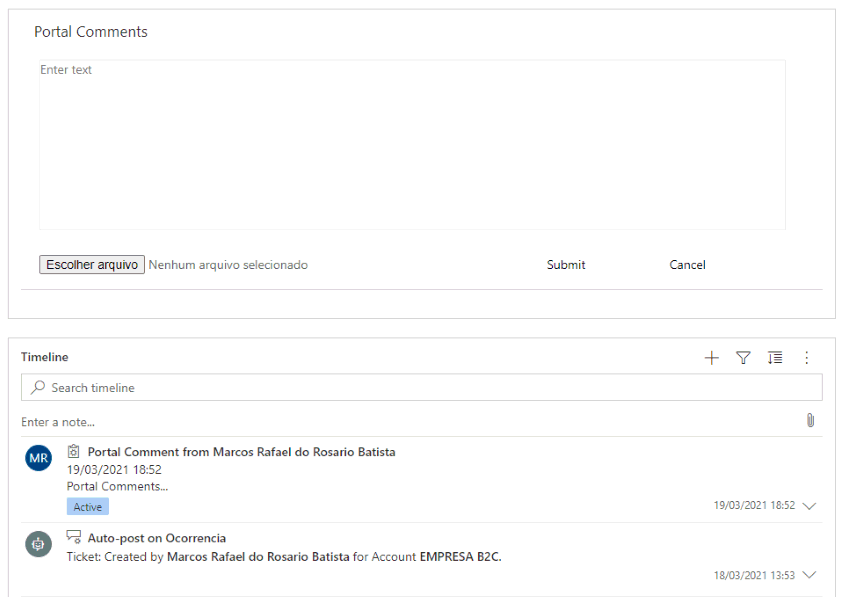 Portal Comments
Enter text
Escolher arquivo Nenhum arquivo selecionado Submit Cancel
Timeline
Search timeline
Enter a note...
MR Portal Comment from Marcos Rafael do Rosario Batista
19/03/2021 18:52
Portal Comments...
Active 19/03/2021 18:52
Auto-post on Ocorrencia
Ticket: Created by Marcos Rafael do Rosario Batista for Account EMPRESA B2C.
18/03/2021 13:53